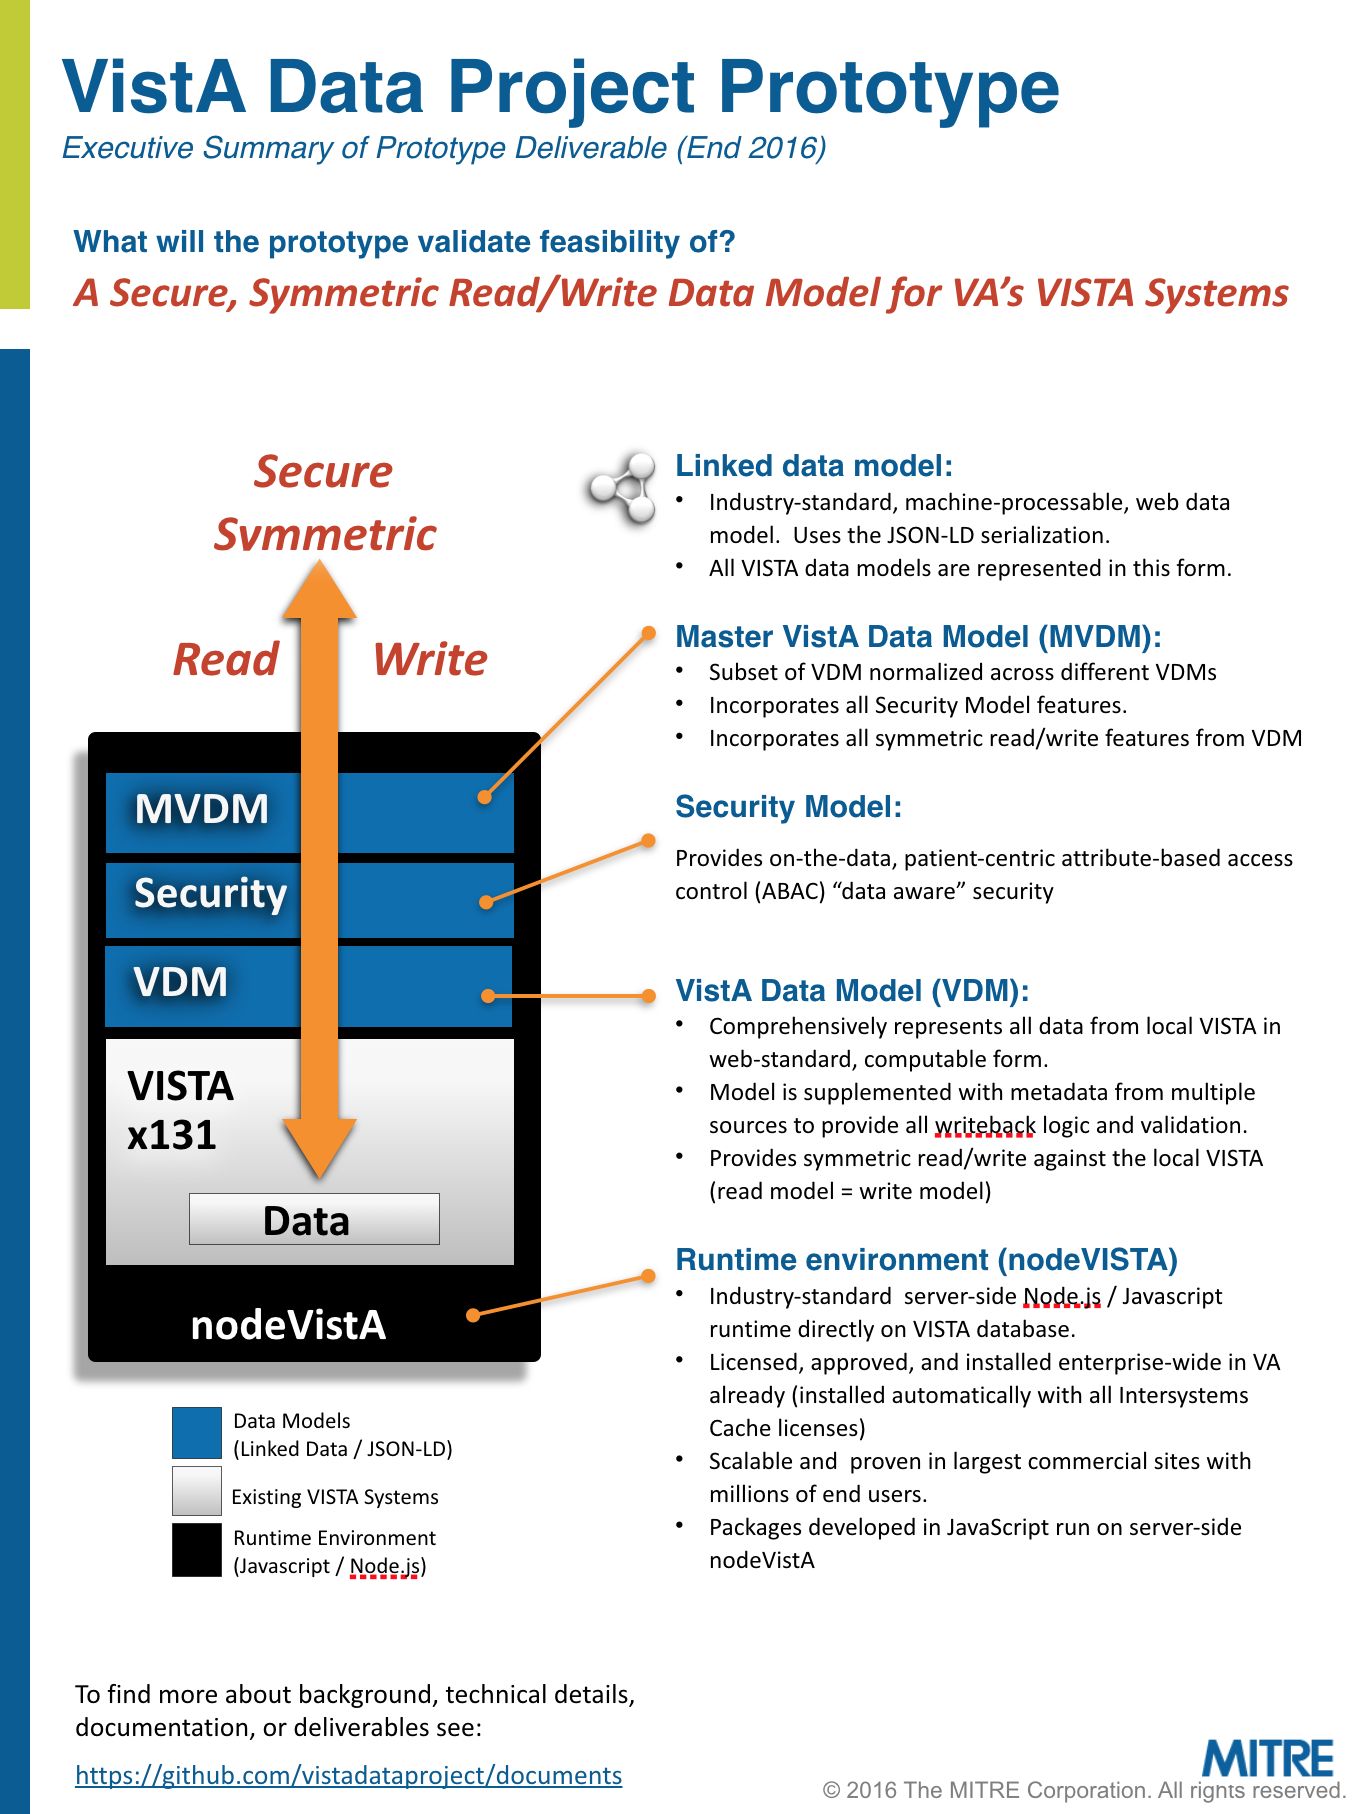 VistA Data Project Prototype
Executive Summary of Prototype Deliverable (End 2016)
What will the prototype validate feasibility of?
A Secure, Symmetric Read/Write Data Model for VA’s VISTA Systems
Secure
Symmetric
Read
Write
MVDM
Security
VDM
VISTA
x131
Data
nodeVistA
Data Models
(Linked Data / JSON-LD)
Existing VISTA Systems
Runtime Environment
(Javascript / Node.js)
Linked data model:
• Industry-standard, machine-processable, web data
model.  Uses the JSON-LD serialization.
• All VISTA data models are represented in this form.
Master VistA Data Model (MVDM):
• Subset of VDM normalized across different VDMs
• Incorporates all Security Model features.
• Incorporates all symmetric read/write features from VDM
Security Model:
Provides on-the-data, patient-centric attribute-based access
control (ABAC) “data aware” security
VistA Data Model (VDM):
• Comprehensively represents all data from local VISTA in
web-standard, computable form.
• Model is supplemented with metadata from multiple
sources to provide all writeback logic and validation.
• Provides symmetric read/write against the local VISTA
(read model = write model)
Runtime environment (nodeVISTA)
• Industry-standard  server-side Node.js / Javascript
runtime directly on VISTA database.
• Licensed, approved, and installed enterprise-wide in VA
already (installed automatically with all Intersystems
Cache licenses)
• Scalable and  proven in largest commercial sites with
millions of end users.
• Packages developed in JavaScript run on server-side
nodeVistA
To find more about background, technical details,
documentation, or deliverables see:
https://github.com/vistadataproject/documents
MITRE
© 2016 The MITRE Corporation. All rights reserved.